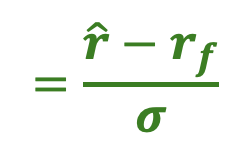 = (r̂ − r_f) / σ